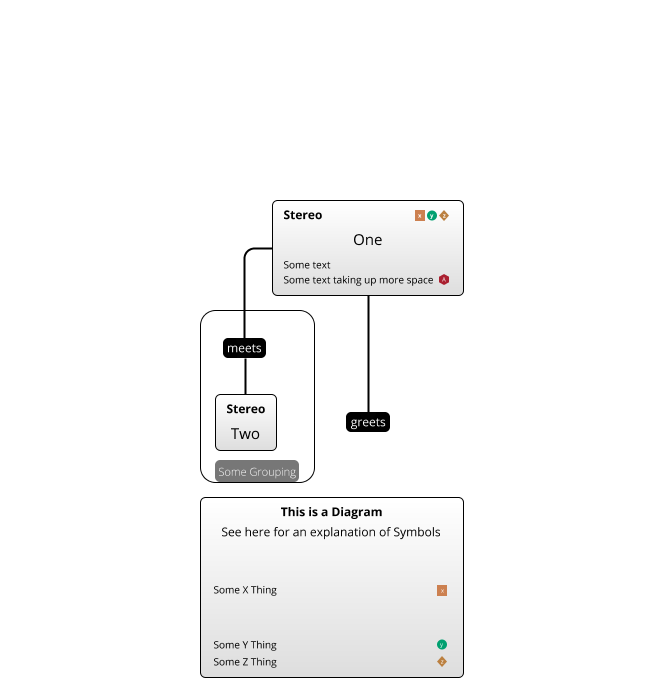 Stereo x y z
One
Some text
Some text taking up more space A
meets
Stereo
Two
greets
Some Grouping
This is a Diagram
See here for an explanation of Symbols
Some X Thing x
Some Y Thing y
Some Z Thing z